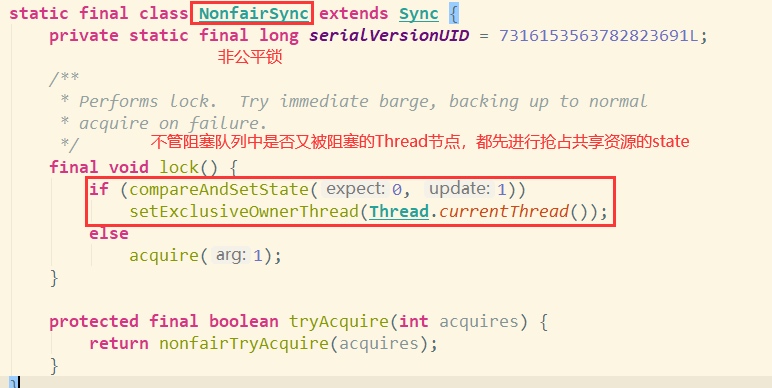 static final class NonfairSync extends Sync {
private static final long serialVersionUID = 7316153563782823691L;
非公平锁
/**
* Performs lock.  Try immediate barge, backing up to normal
* acquire on failure.
*/
不管阻塞队列中是否又被阻塞的Thread节点，都先进行抢占共享资源的state
final void lock() {
if (compareAndSetState( expect: 0, update: 1))
setExclusiveOwnerThread(Thread.currentThread());
else
acquire( arg: 1);
}
protected final boolean tryAcquire(int acquires) {
return nonfairTryAcquire(acquires);
}
}